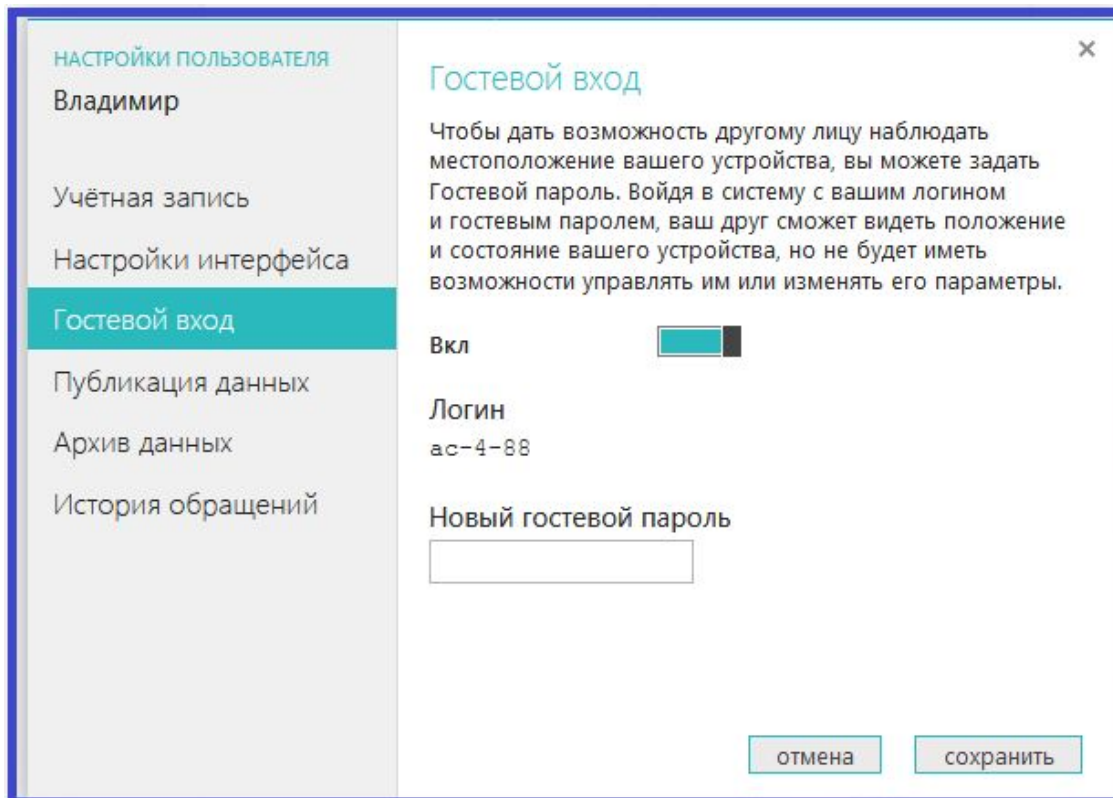 НАСТРОЙКИ ПОЛЬЗОВАТЕЛЯ
Владимир
Учётная запись
Настройки интерфейса
Гостевой вход
Публикация данных
Архив данных
История обращений
Гостевой вход
Чтобы дать возможность другому лицу наблюдать
местоположение вашего устройства, вы можете задать
Гостевой пароль. Войдя в систему с вашим логином
и гостевым паролем, ваш друг сможет видеть положение
и состояние вашего устройства, но не будет иметь
возможности управлять им или изменять его параметры.
Вкл
Логин
ac-4-88
Новый гостевой пароль
отмена
сохранить